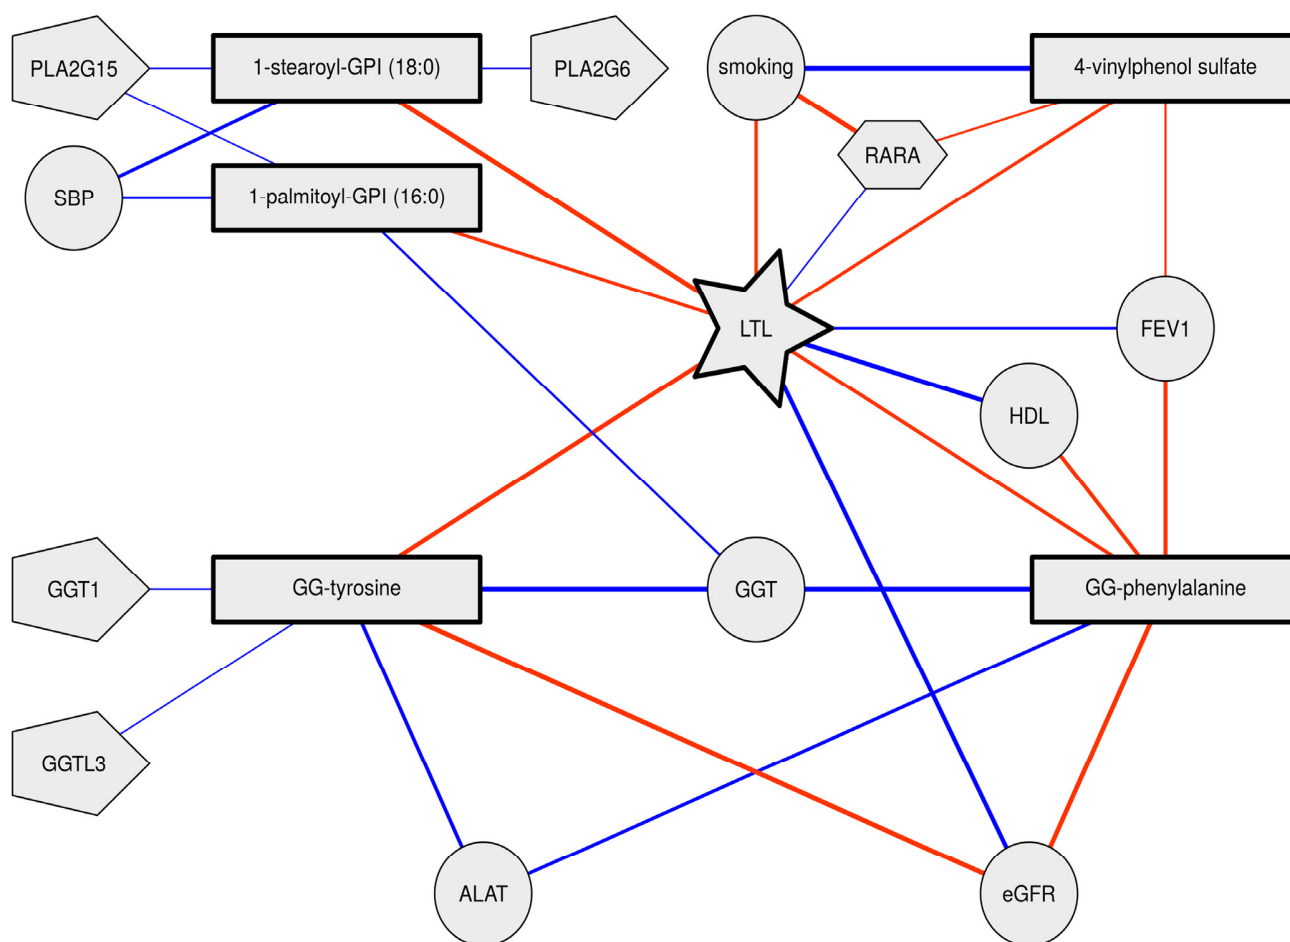 PLA2G15
1-stearoyl-GPI (18:0)
PLA2G6
smoking
4-vinylphenol sulfate
RARA
SBP
1-palmitoyl-GPI (16:0)
LTL
FEV1
HDL
GGT1
GG-tyrosine
GGT
GG-phenylalanine
GGTL3
ALAT
eGFR